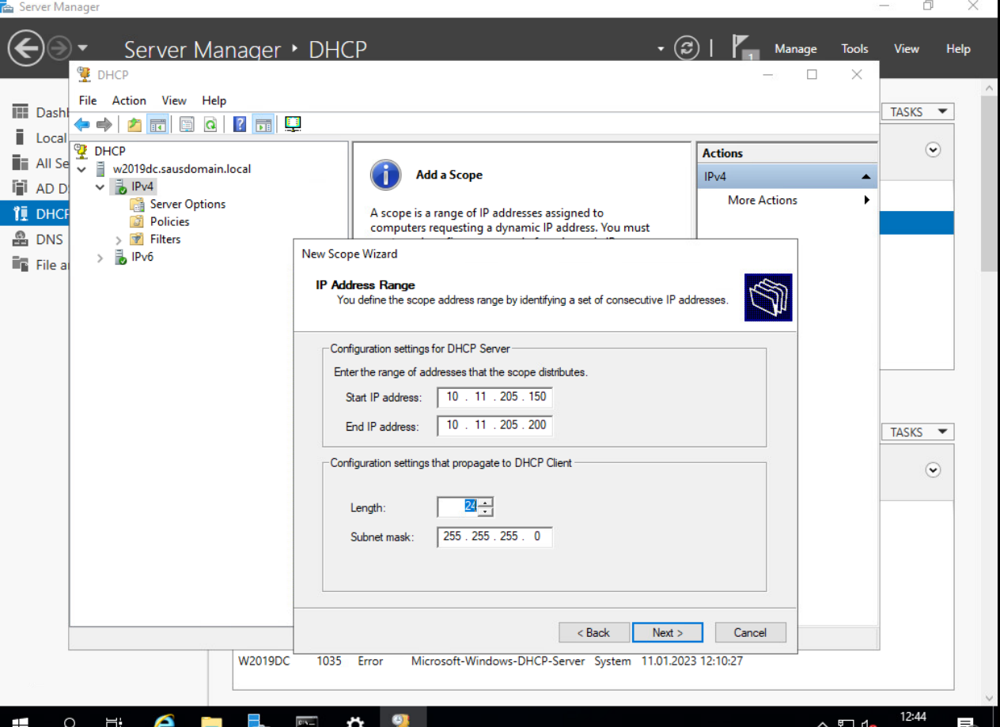 Server Manager
Server Manager • DHCP
1
Manage Tools View Help
DHCP
File Action View Help
TASKS
Dashb
Local
All Se
AD D
DHCP
DNS
File a
DHCP
w2019dc.sausdomain.local
IPv4
Server Options
Policies
Filters
IPv6
Add a Scope
A scope is a range of IP addresses assigned to
computers requesting a dynamic IP address. You must
Actions
IPv4
More Actions
New Scope Wizard
IP Address Range
You define the scope address range by identifying a set of consecutive IP addresses.
Configuration settings for DHCP Server
Enter the range of addresses that the scope distributes.
Start IP address: 10 . 11 . 205 . 150
End IP address: 10 . 11 . 205 . 200
Configuration settings that propagate to DHCP Client
Length: 24
Subnet mask: 255 . 255 . 255 . 0
< Back Next > Cancel
TASKS
W2019DC 1035 Error Microsoft-Windows-DHCP-Server System 11.01.2023 12:10:27
12:44